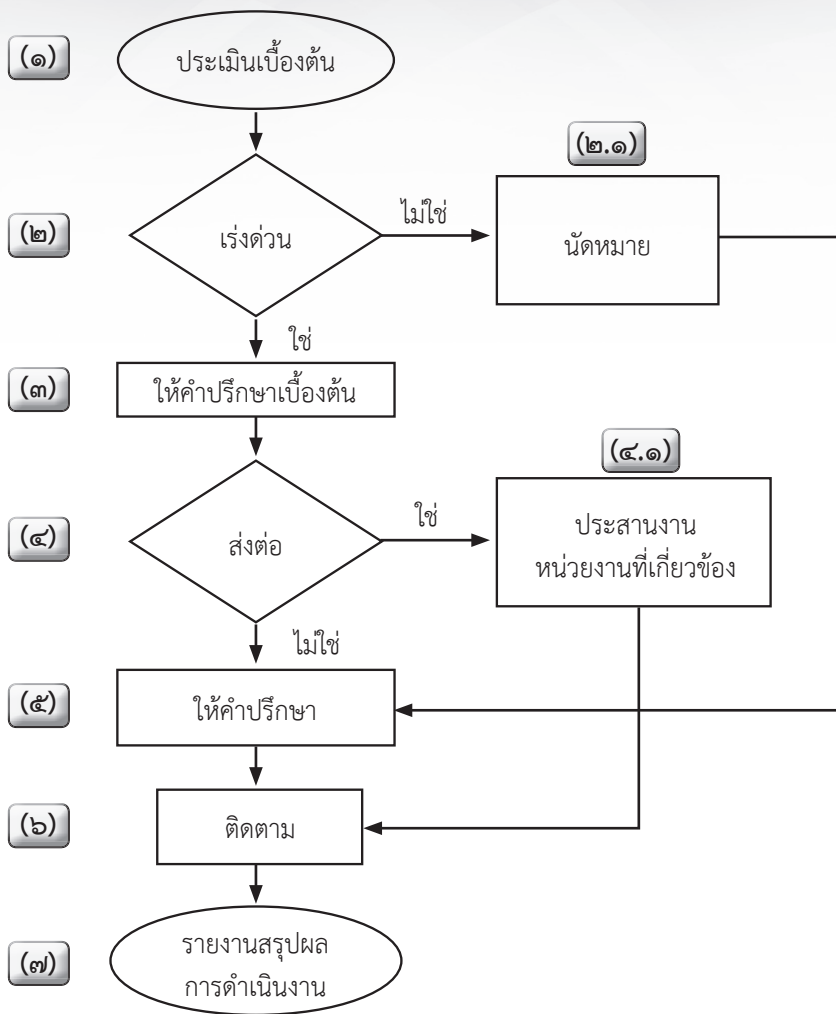 (๑)
ประเมินเบื้องต้น
(๒.๑)
(๒)
เร่งด่วน
ไม่ใช่
นัดหมาย
ใช่
(๓)
ให้คำปรึกษาเบื้องต้น
(๔.๑)
(๔)
ส่งต่อ
ใช่
ประสานงาน
หน่วยงานที่เกี่ยวข้อง
ไม่ใช่
(๕)
ให้คำปรึกษา
(๖)
ติดตาม
(๗)
รายงานสรุปผล
การดำเนินงาน